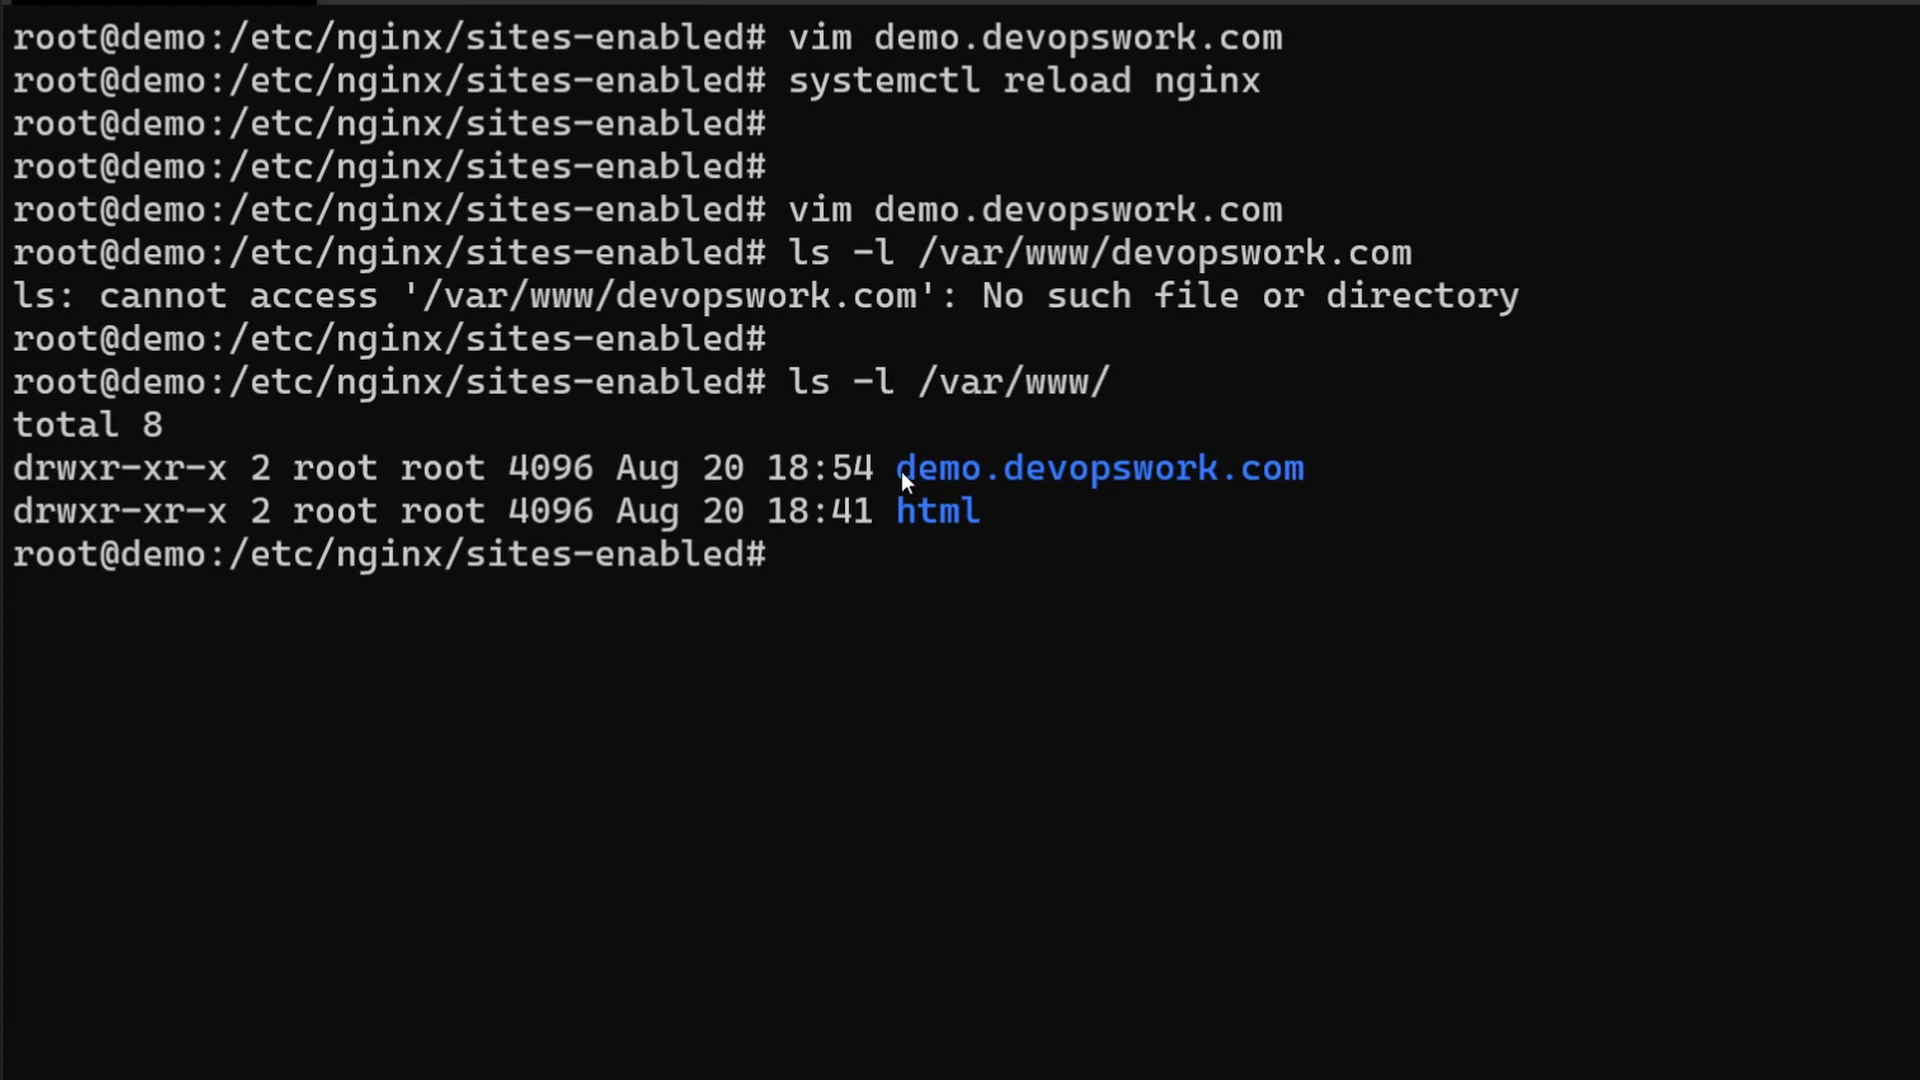 root@demo:/etc/nginx/sites-enabled# vim demo.devopswork.com
root@demo:/etc/nginx/sites-enabled# systemctl reload nginx
root@demo:/etc/nginx/sites-enabled#
root@demo:/etc/nginx/sites-enabled#
root@demo:/etc/nginx/sites-enabled# vim demo.devopswork.com
root@demo:/etc/nginx/sites-enabled# ls -l /var/www/devopswork.com
ls: cannot access '/var/www/devopswork.com': No such file or directory
root@demo:/etc/nginx/sites-enabled#
root@demo:/etc/nginx/sites-enabled# ls -l /var/www/
total 8
drwxr-xr-x 2 root root 4096 Aug 20 18:54 demo.devopswork.com
drwxr-xr-x 2 root root 4096 Aug 20 18:41 html
root@demo:/etc/nginx/sites-enabled#